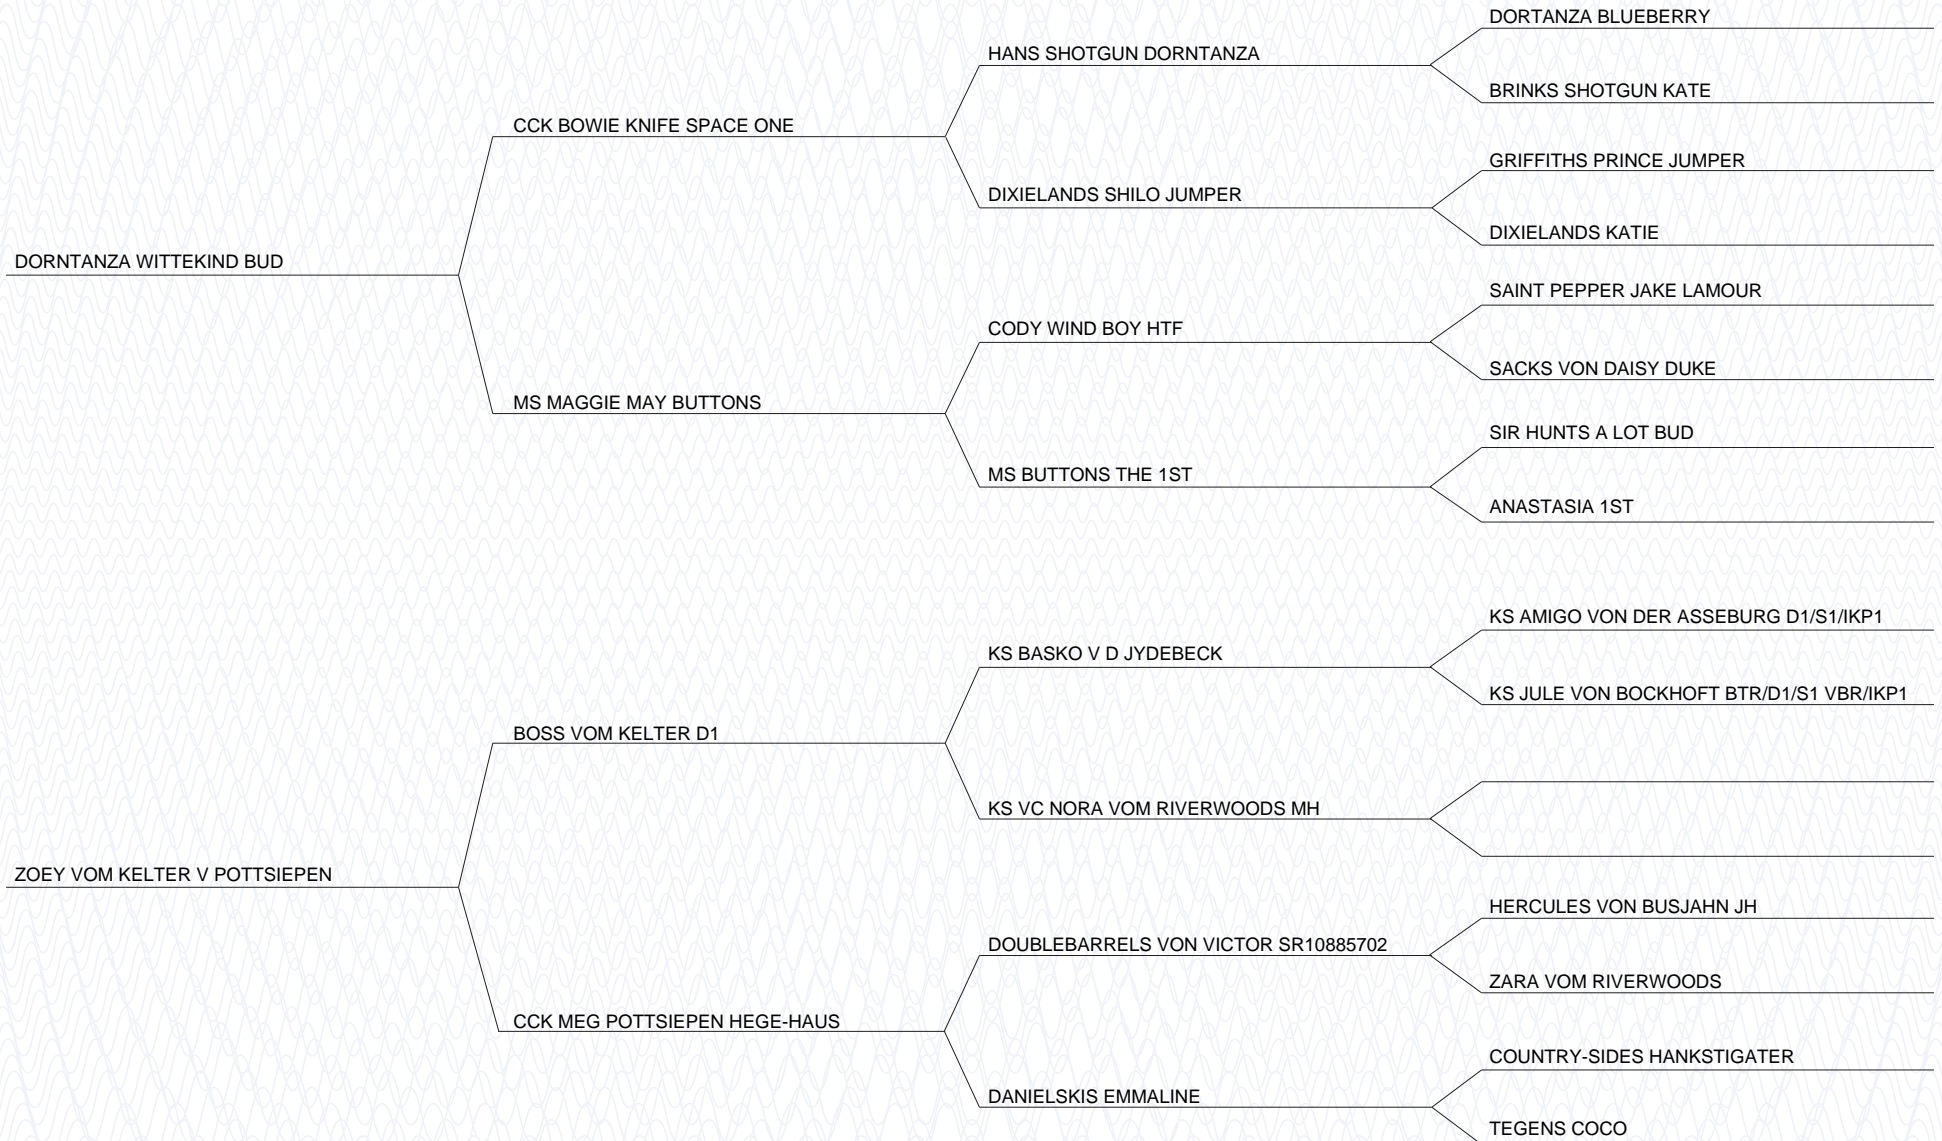 DORTANZA BLUEBERRY
HANS SHOTGUN DORNTANZA
BRINKS SHOTGUN KATE
CCK BOWIE KNIFE SPACE ONE
GRIFFITHS PRINCE JUMPER
DIXIELANDS SHILO JUMPER
DIXIELANDS KATIE
DORNTANZA WITTEKIND BUD
SAINT PEPPER JAKE LAMOUR
CODY WIND BOY HTF
SACKS VON DAISY DUKE
MS MAGGIE MAY BUTTONS
SIR HUNTS A LOT BUD
MS BUTTONS THE 1ST
ANASTASIA 1ST
KS AMIGO VON DER ASSEBURG D1/S1/IKP1
KS BASKO V D JYDEBECK
KS JULE VON BOCKHOFT BTR/D1/S1 VBR/IKP1
BOSS VOM KELTER D1
KS VC NORA VOM RIVERWOODS MH
ZOEY VOM KELTER V POTTSIEPEN
HERCULES VON BUSJAHN JH
DOUBLEBARRELS VON VICTOR SR10885702
ZARA VOM RIVERWOODS
CCK MEG POTTSIEPEN HEGE-HAUS
COUNTRY-SIDES HANKSTIGATER
DANIELSKIS EMMALINE
TEGENS COCO